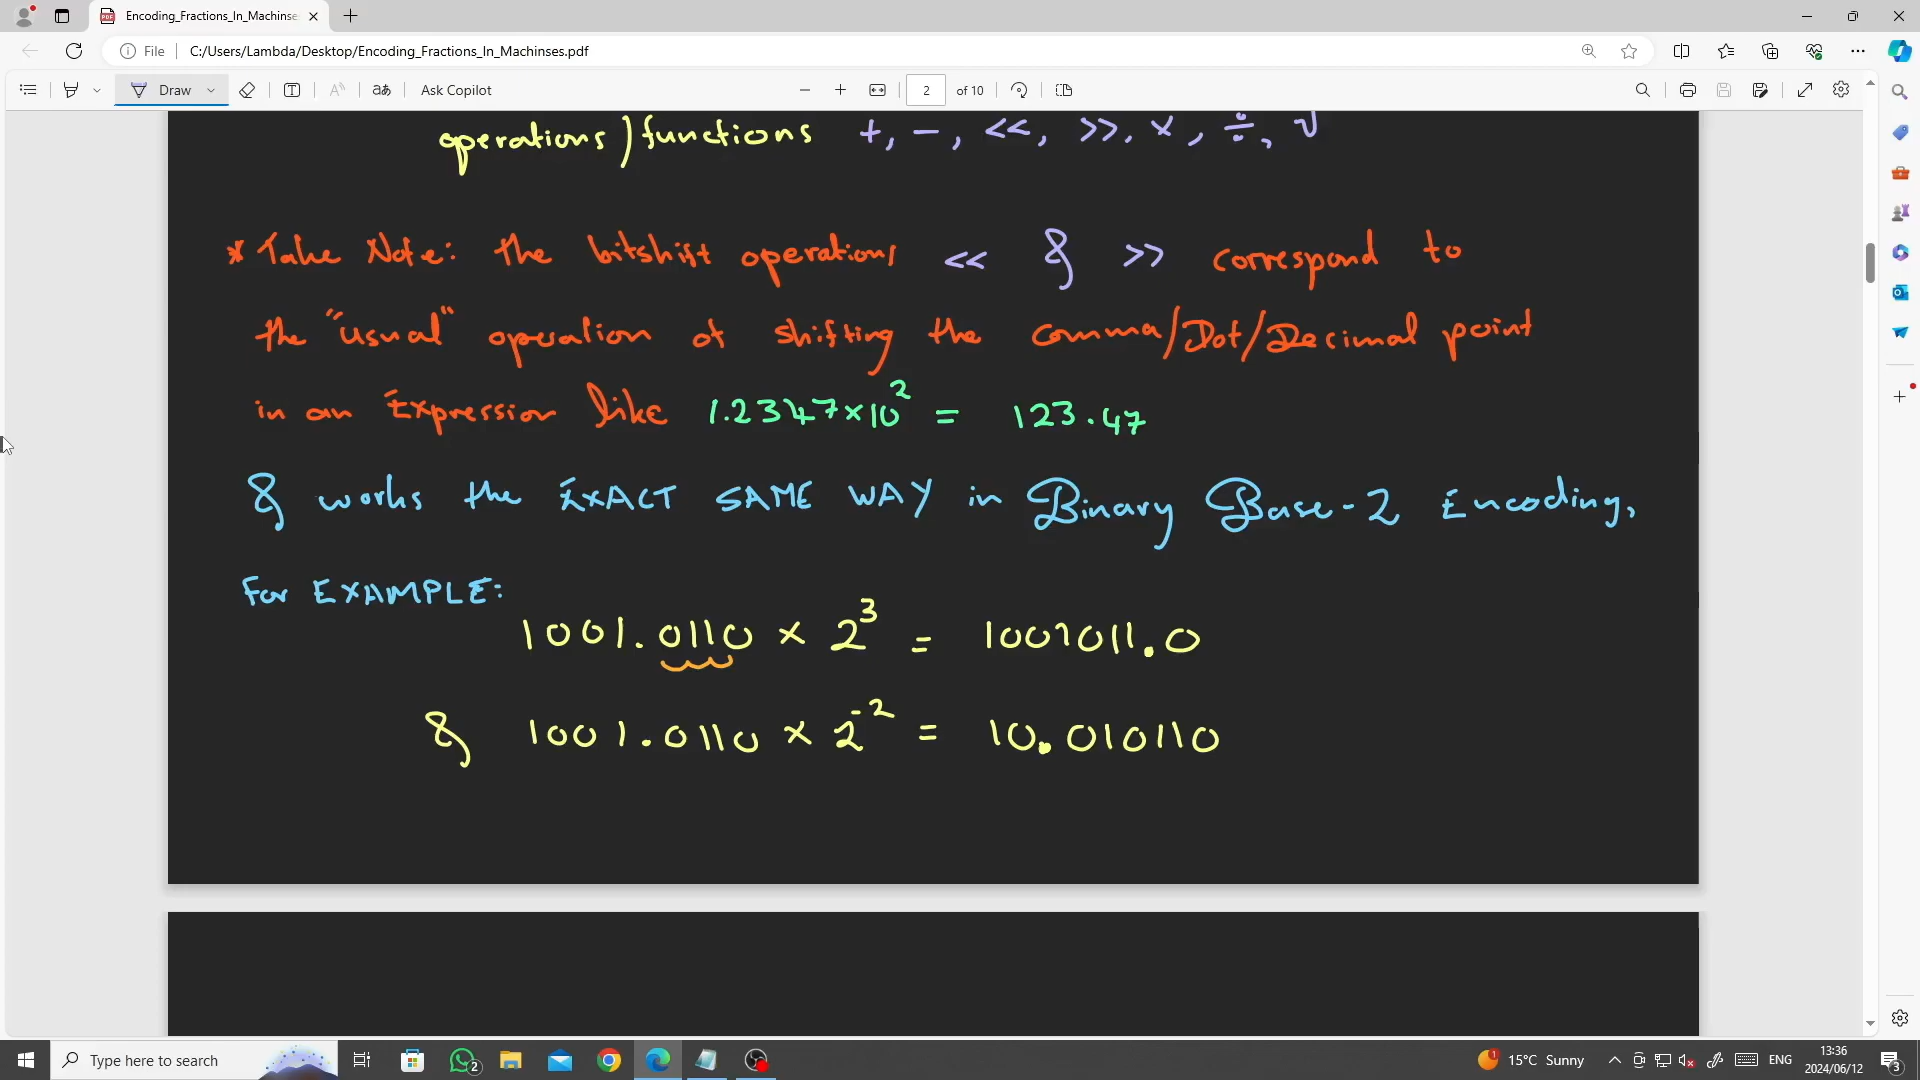 Encoding_Fractions_In_Machinse
File C:/Users/Lambda/Desktop/Encoding_Fractions_In_Machinses.pdf
Draw Ask Copilot 2 of 10
operations/functions +, -, <<, >>, ×, ÷, √
* Take Note: the bitshift operations << & >> correspond to
the "usual" operation of shifting the comma/Dot/Decimal point
in an Expression like 1.2347×10² = 123.47
& works the EXACT SAME WAY in Binary Base-2 Encoding,
For EXAMPLE:
1001.0110 × 2³ = 1001011.0
& 1001.0110 × 2⁻² = 10.010110
Type here to search
2
1
15°C Sunny
ENG
13:36
2024/06/12
3